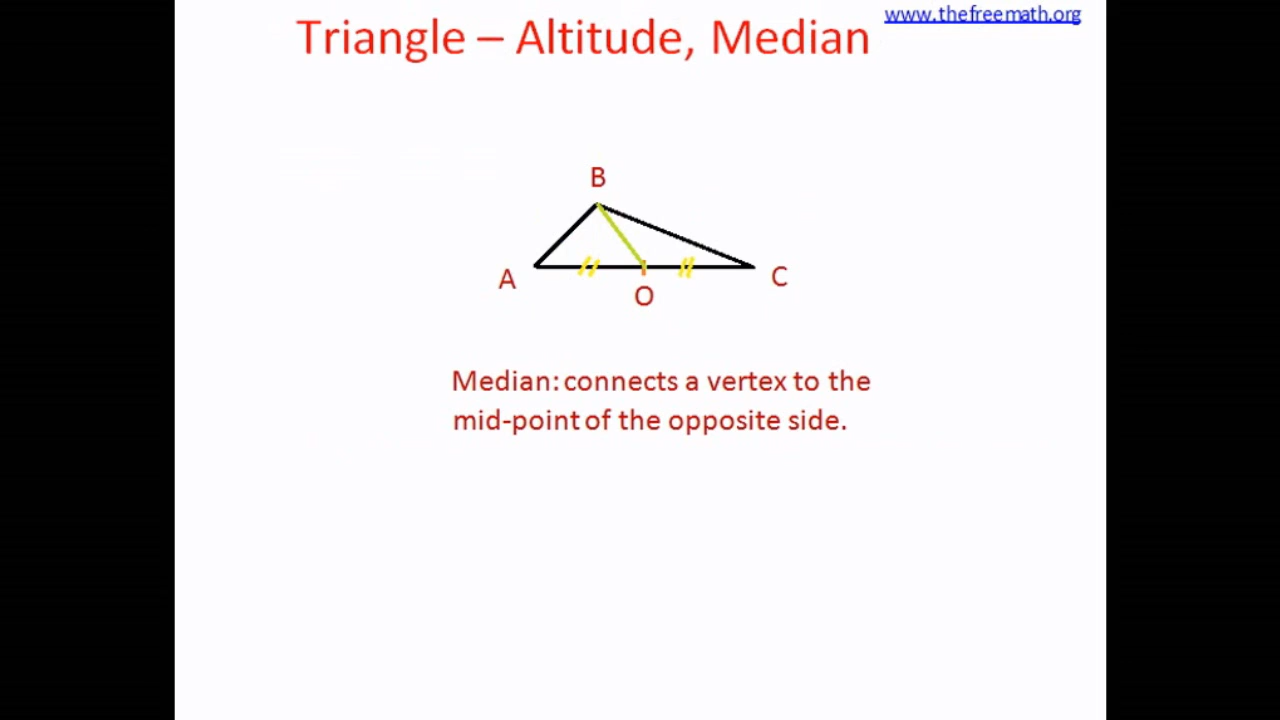 www.thefreemath.org
Triangle – Altitude, Median
B
A
C
O
Median: connects a vertex to the
mid-point of the opposite side.